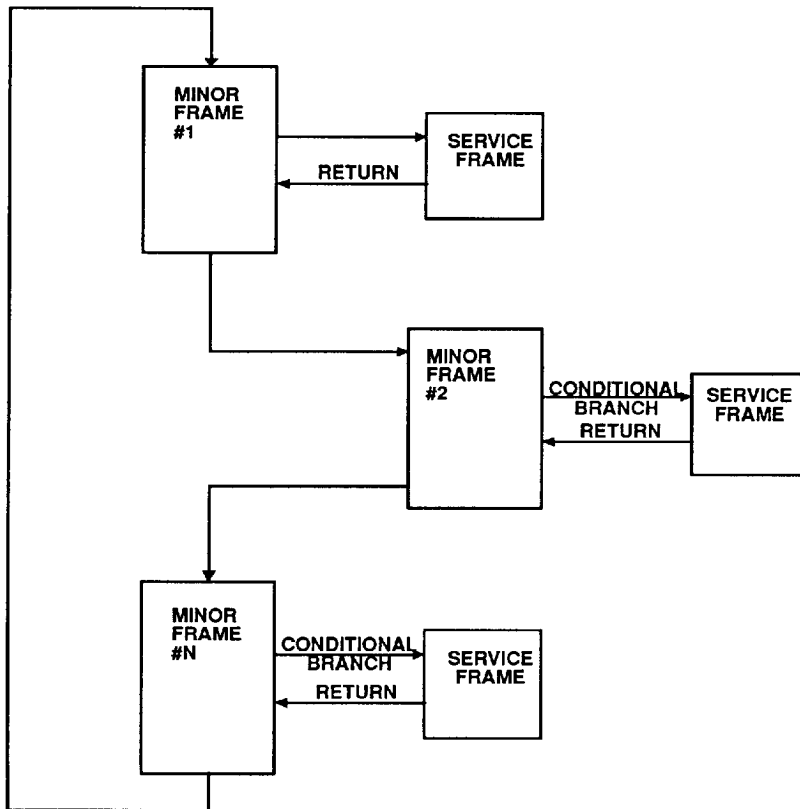 MINOR
FRAME
#1
SERVICE
FRAME
RETURN
MINOR
FRAME
#2
CONDITIONAL
BRANCH
RETURN
SERVICE
FRAME
MINOR
FRAME
#N
CONDITIONAL
BRANCH
RETURN
SERVICE
FRAME